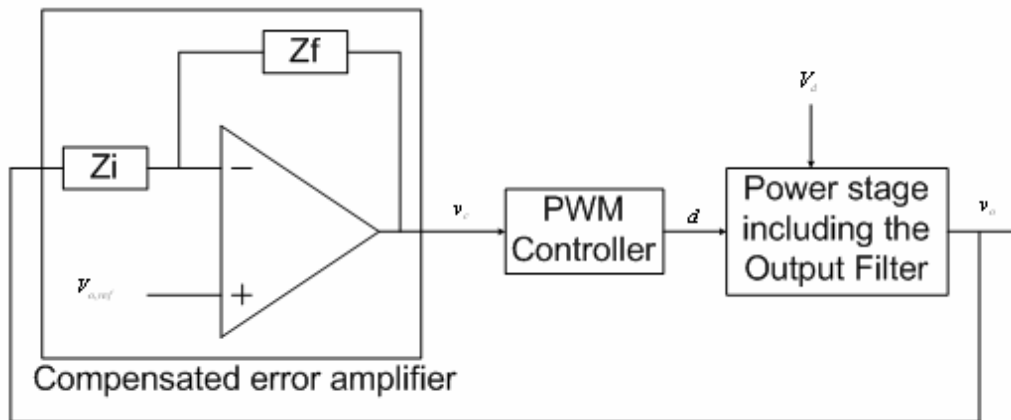 Zf
Zi
−
+
V_o,ref
v_c
PWM
Controller
d
V_d
Power stage
including the
Output Filter
v_o
Compensated error amplifier